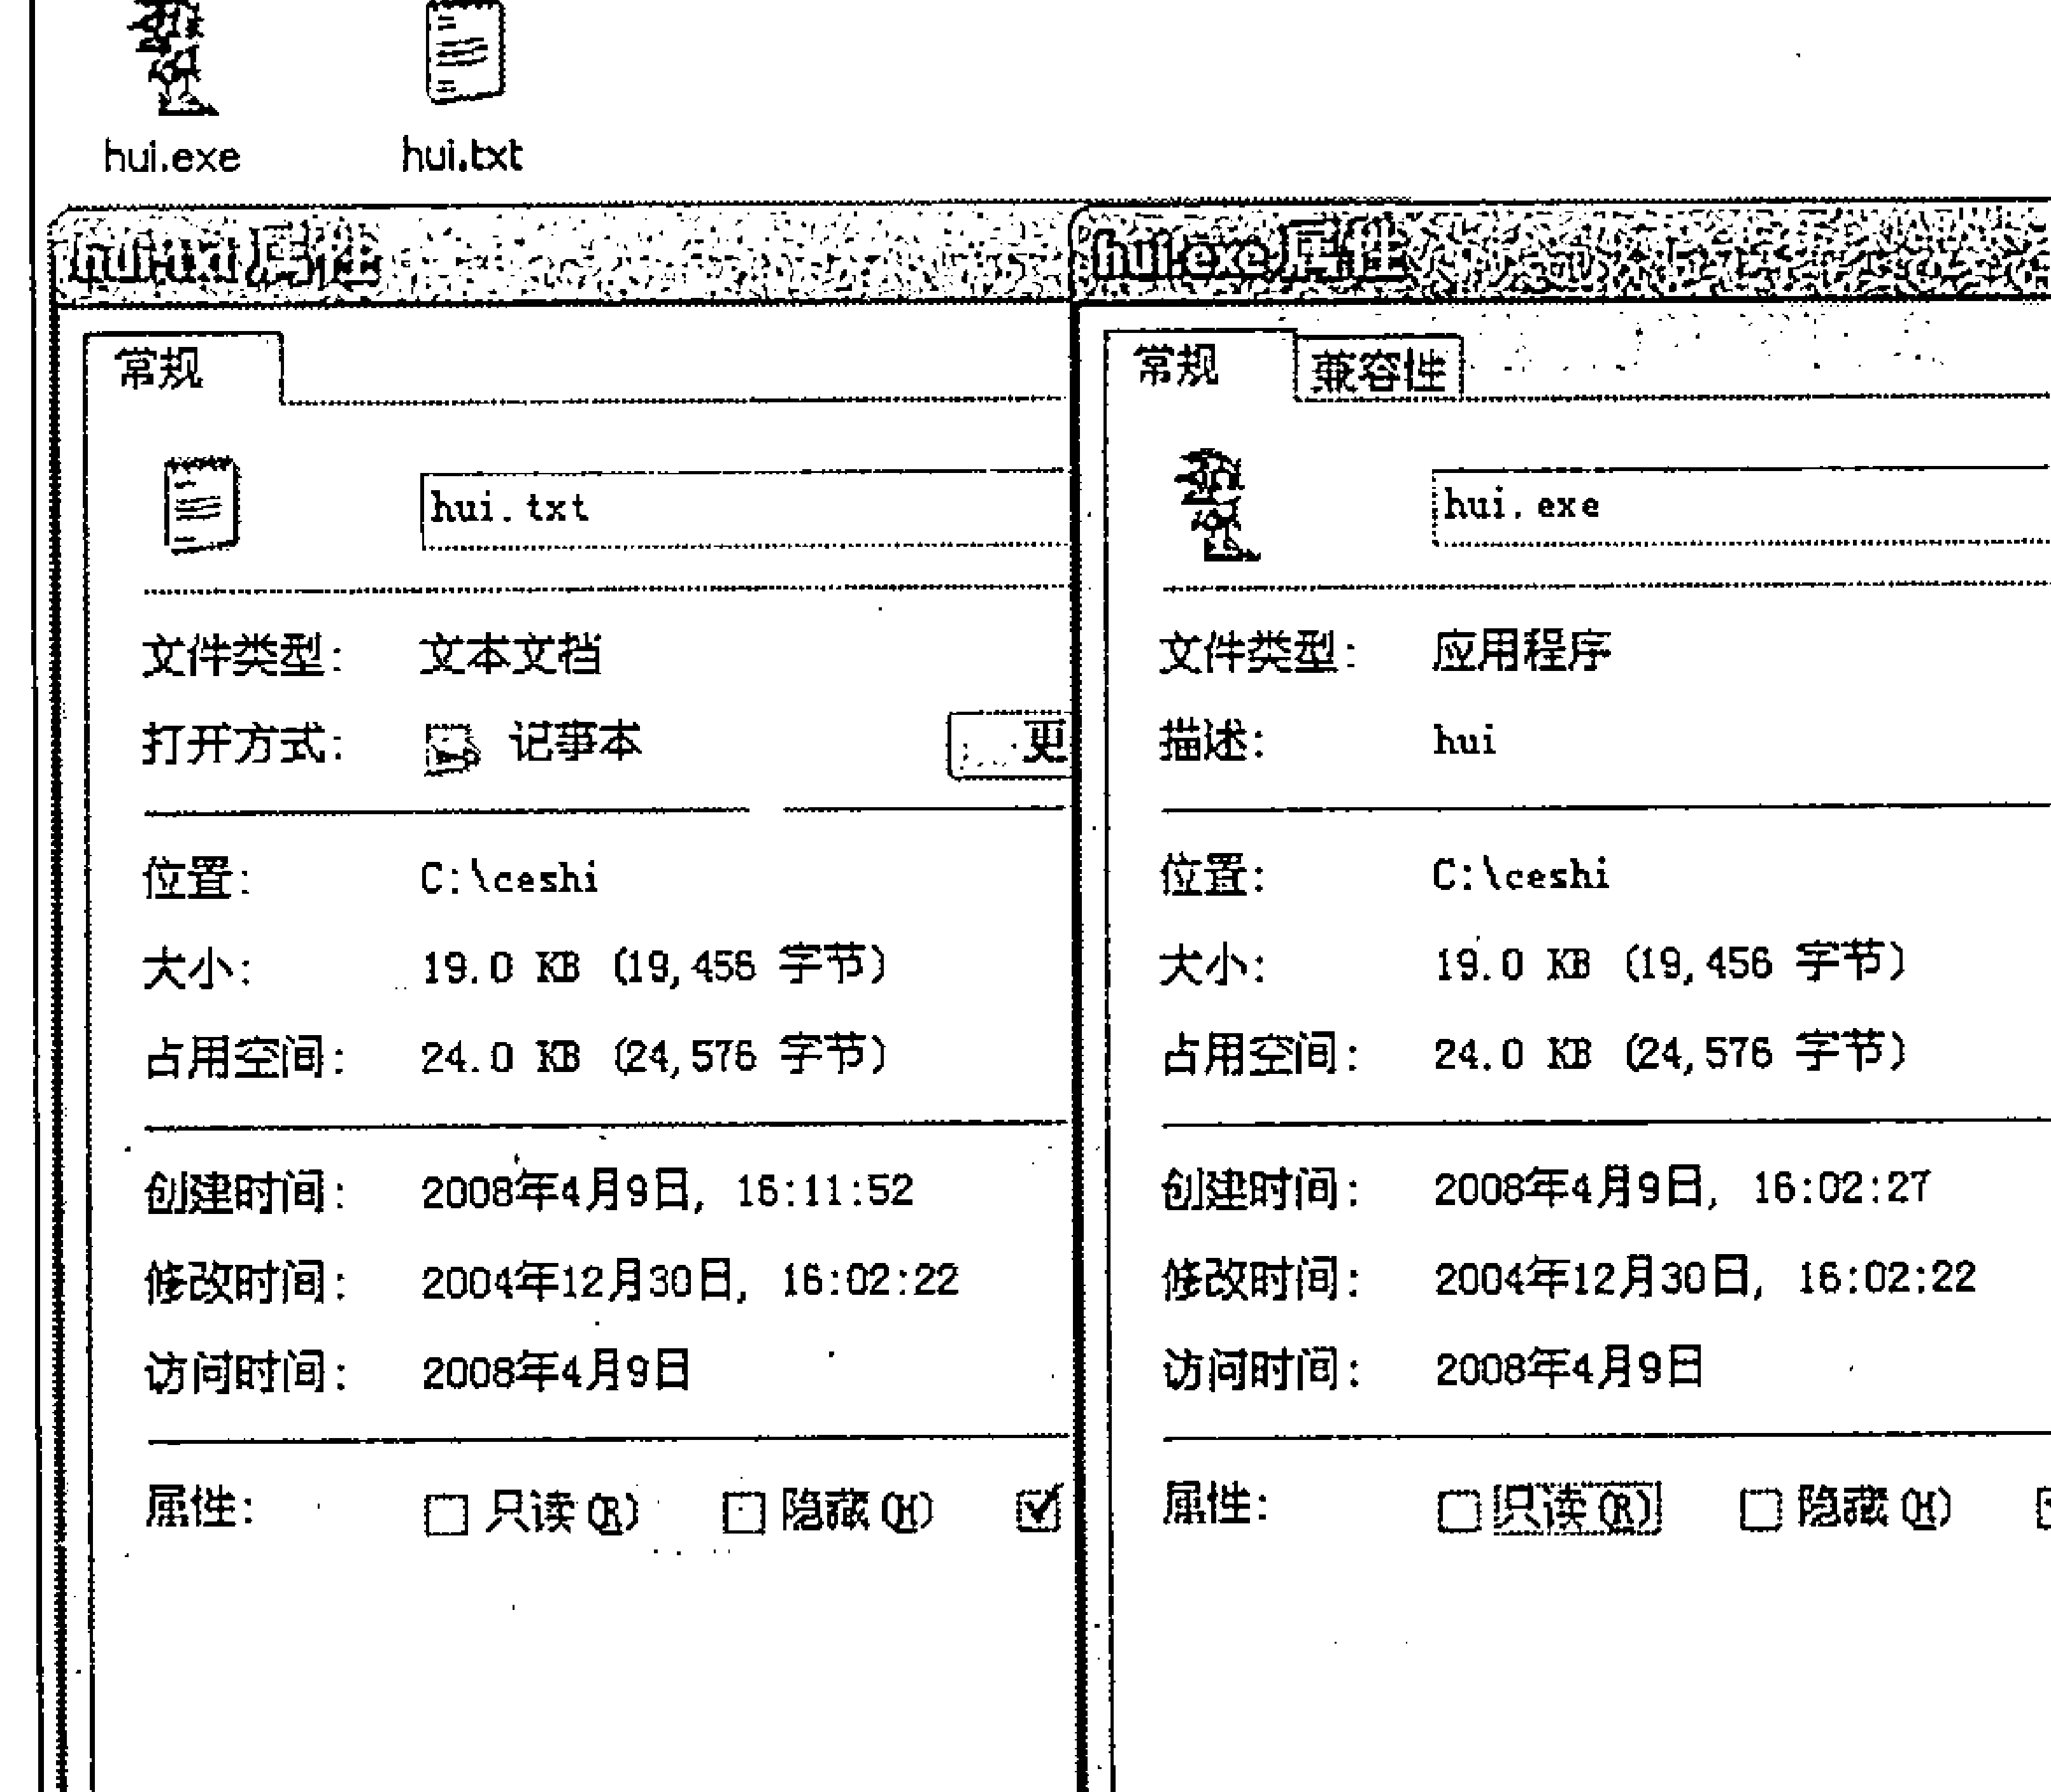 hui.exe
hui.txt
hui.txt 属性
常规
hui.txt
文件类型: 文本文档
打开方式: 记事本
更
位置: C:\ceshi
大小: 19.0 KB (19,456 字节)
占用空间: 24.0 KB (24,576 字节)
创建时间: 2008年4月9日, 16:11:52
修改时间: 2004年12月30日, 16:02:22
访问时间: 2008年4月9日
属性: 只读(R) 隐藏(H)
hui.exe 属性
常规 兼容性
hui.exe
文件类型: 应用程序
描述: hui
位置: C:\ceshi
大小: 19.0 KB (19,456 字节)
占用空间: 24.0 KB (24,576 字节)
创建时间: 2008年4月9日, 16:02:27
修改时间: 2004年12月30日, 16:02:22
访问时间: 2008年4月9日
属性: 只读(R) 隐藏(H)